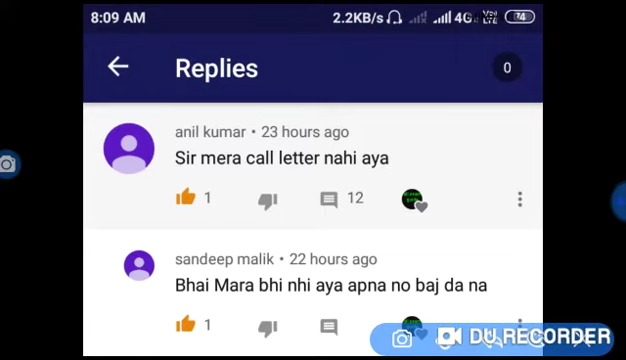 8:09 AM 2.2KB/s 4G 74
Replies 0
anil kumar • 23 hours ago
Sir mera call letter nahi aya
1 12
sandeep malik • 22 hours ago
Bhai Mara bhi nhi aya apna no baj da na
1
DU RECORDER